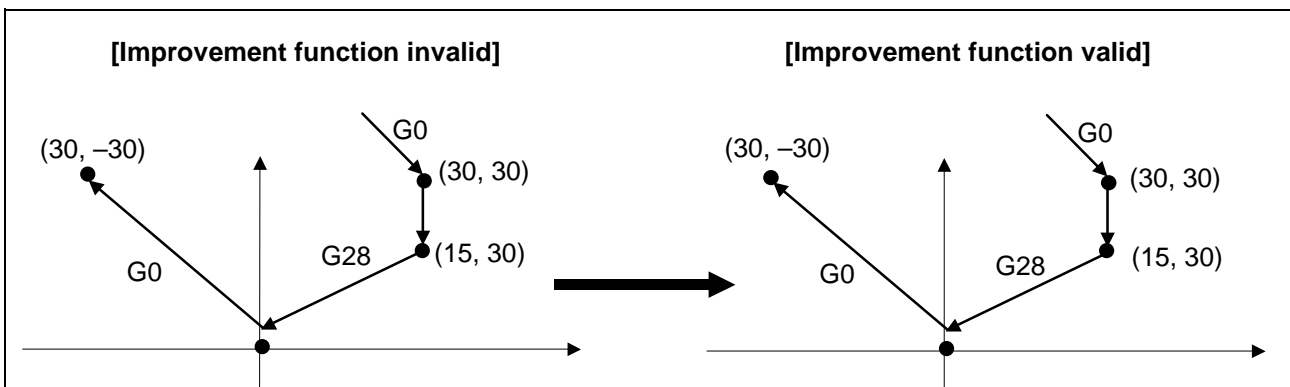 [Improvement function invalid]
[Improvement function valid]
G0
(30, –30)
(30, 30)
G28
(15, 30)
G0
G0
(30, –30)
(30, 30)
G28
(15, 30)
G0